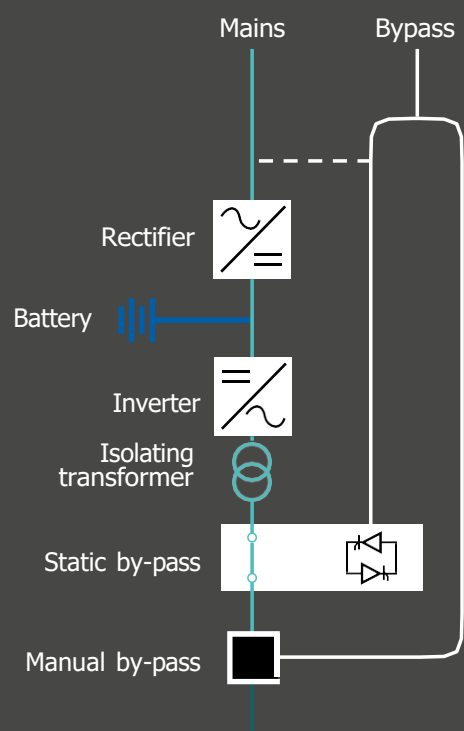 Mains
Bypass
Rectifier
Battery
Inverter
Isolating
transformer
Static by-pass
Manual by-pass